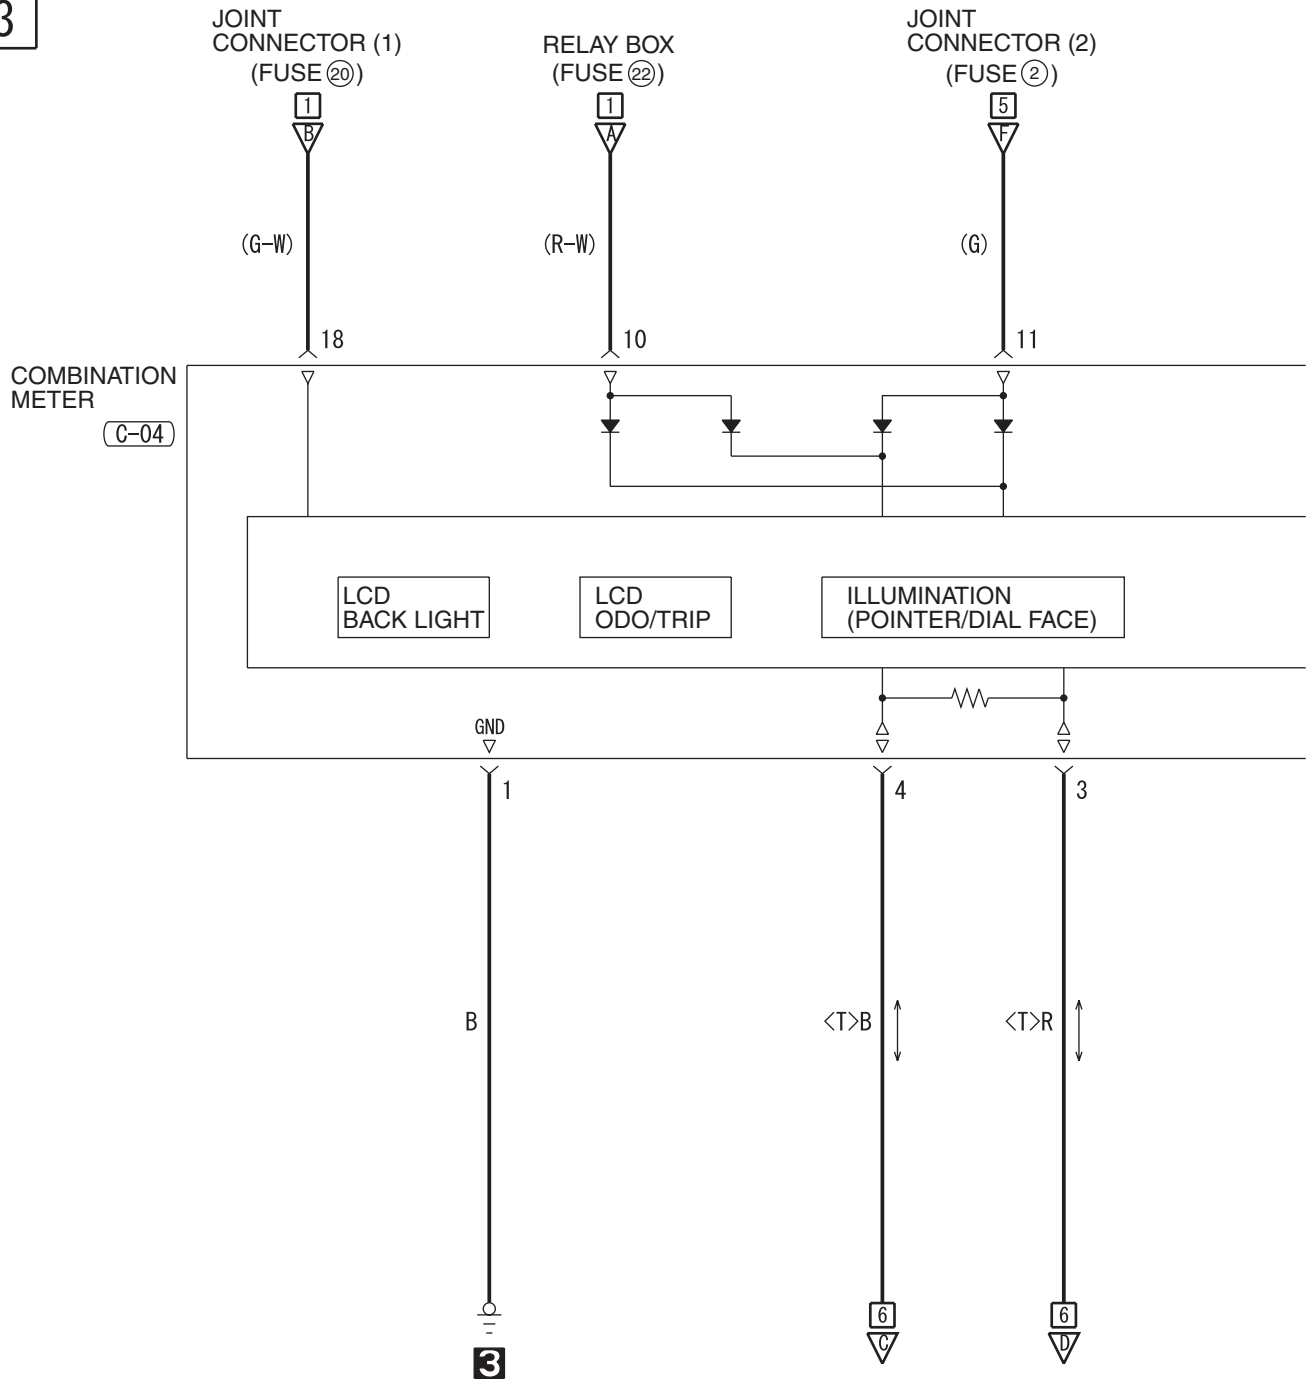 3
JOINT
CONNECTOR (1)
(FUSE 20)
RELAY BOX
(FUSE 22)
JOINT
CONNECTOR (2)
(FUSE 2)
1
B
1
A
5
F
(G-W)
(R-W)
(G)
18
10
11
COMBINATION
METER
C-04
LCD
BACK LIGHT
LCD
ODO/TRIP
ILLUMINATION
(POINTER/DIAL FACE)
GND
1
4
3
B
<T>B
<T>R
6
C
6
D
3